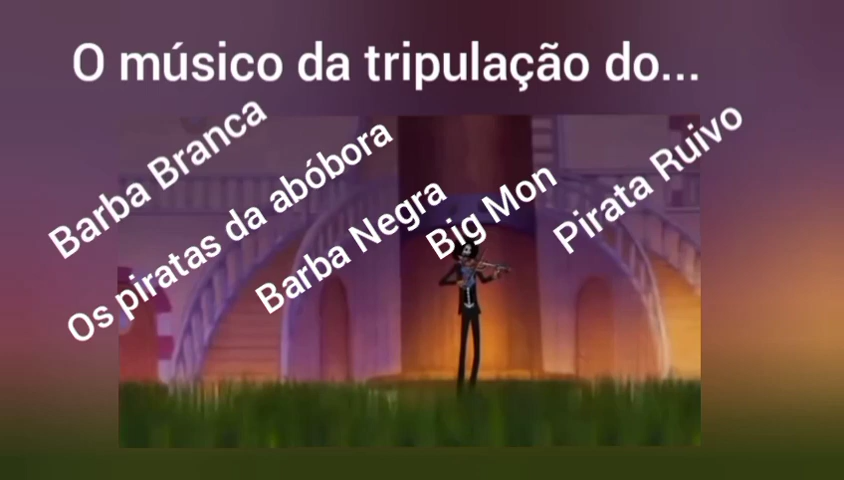 O músico da tripulação do...
Barba Branca
Os piratas da abóbora
Barba Negra
Big Mon
Pirata Ruivo